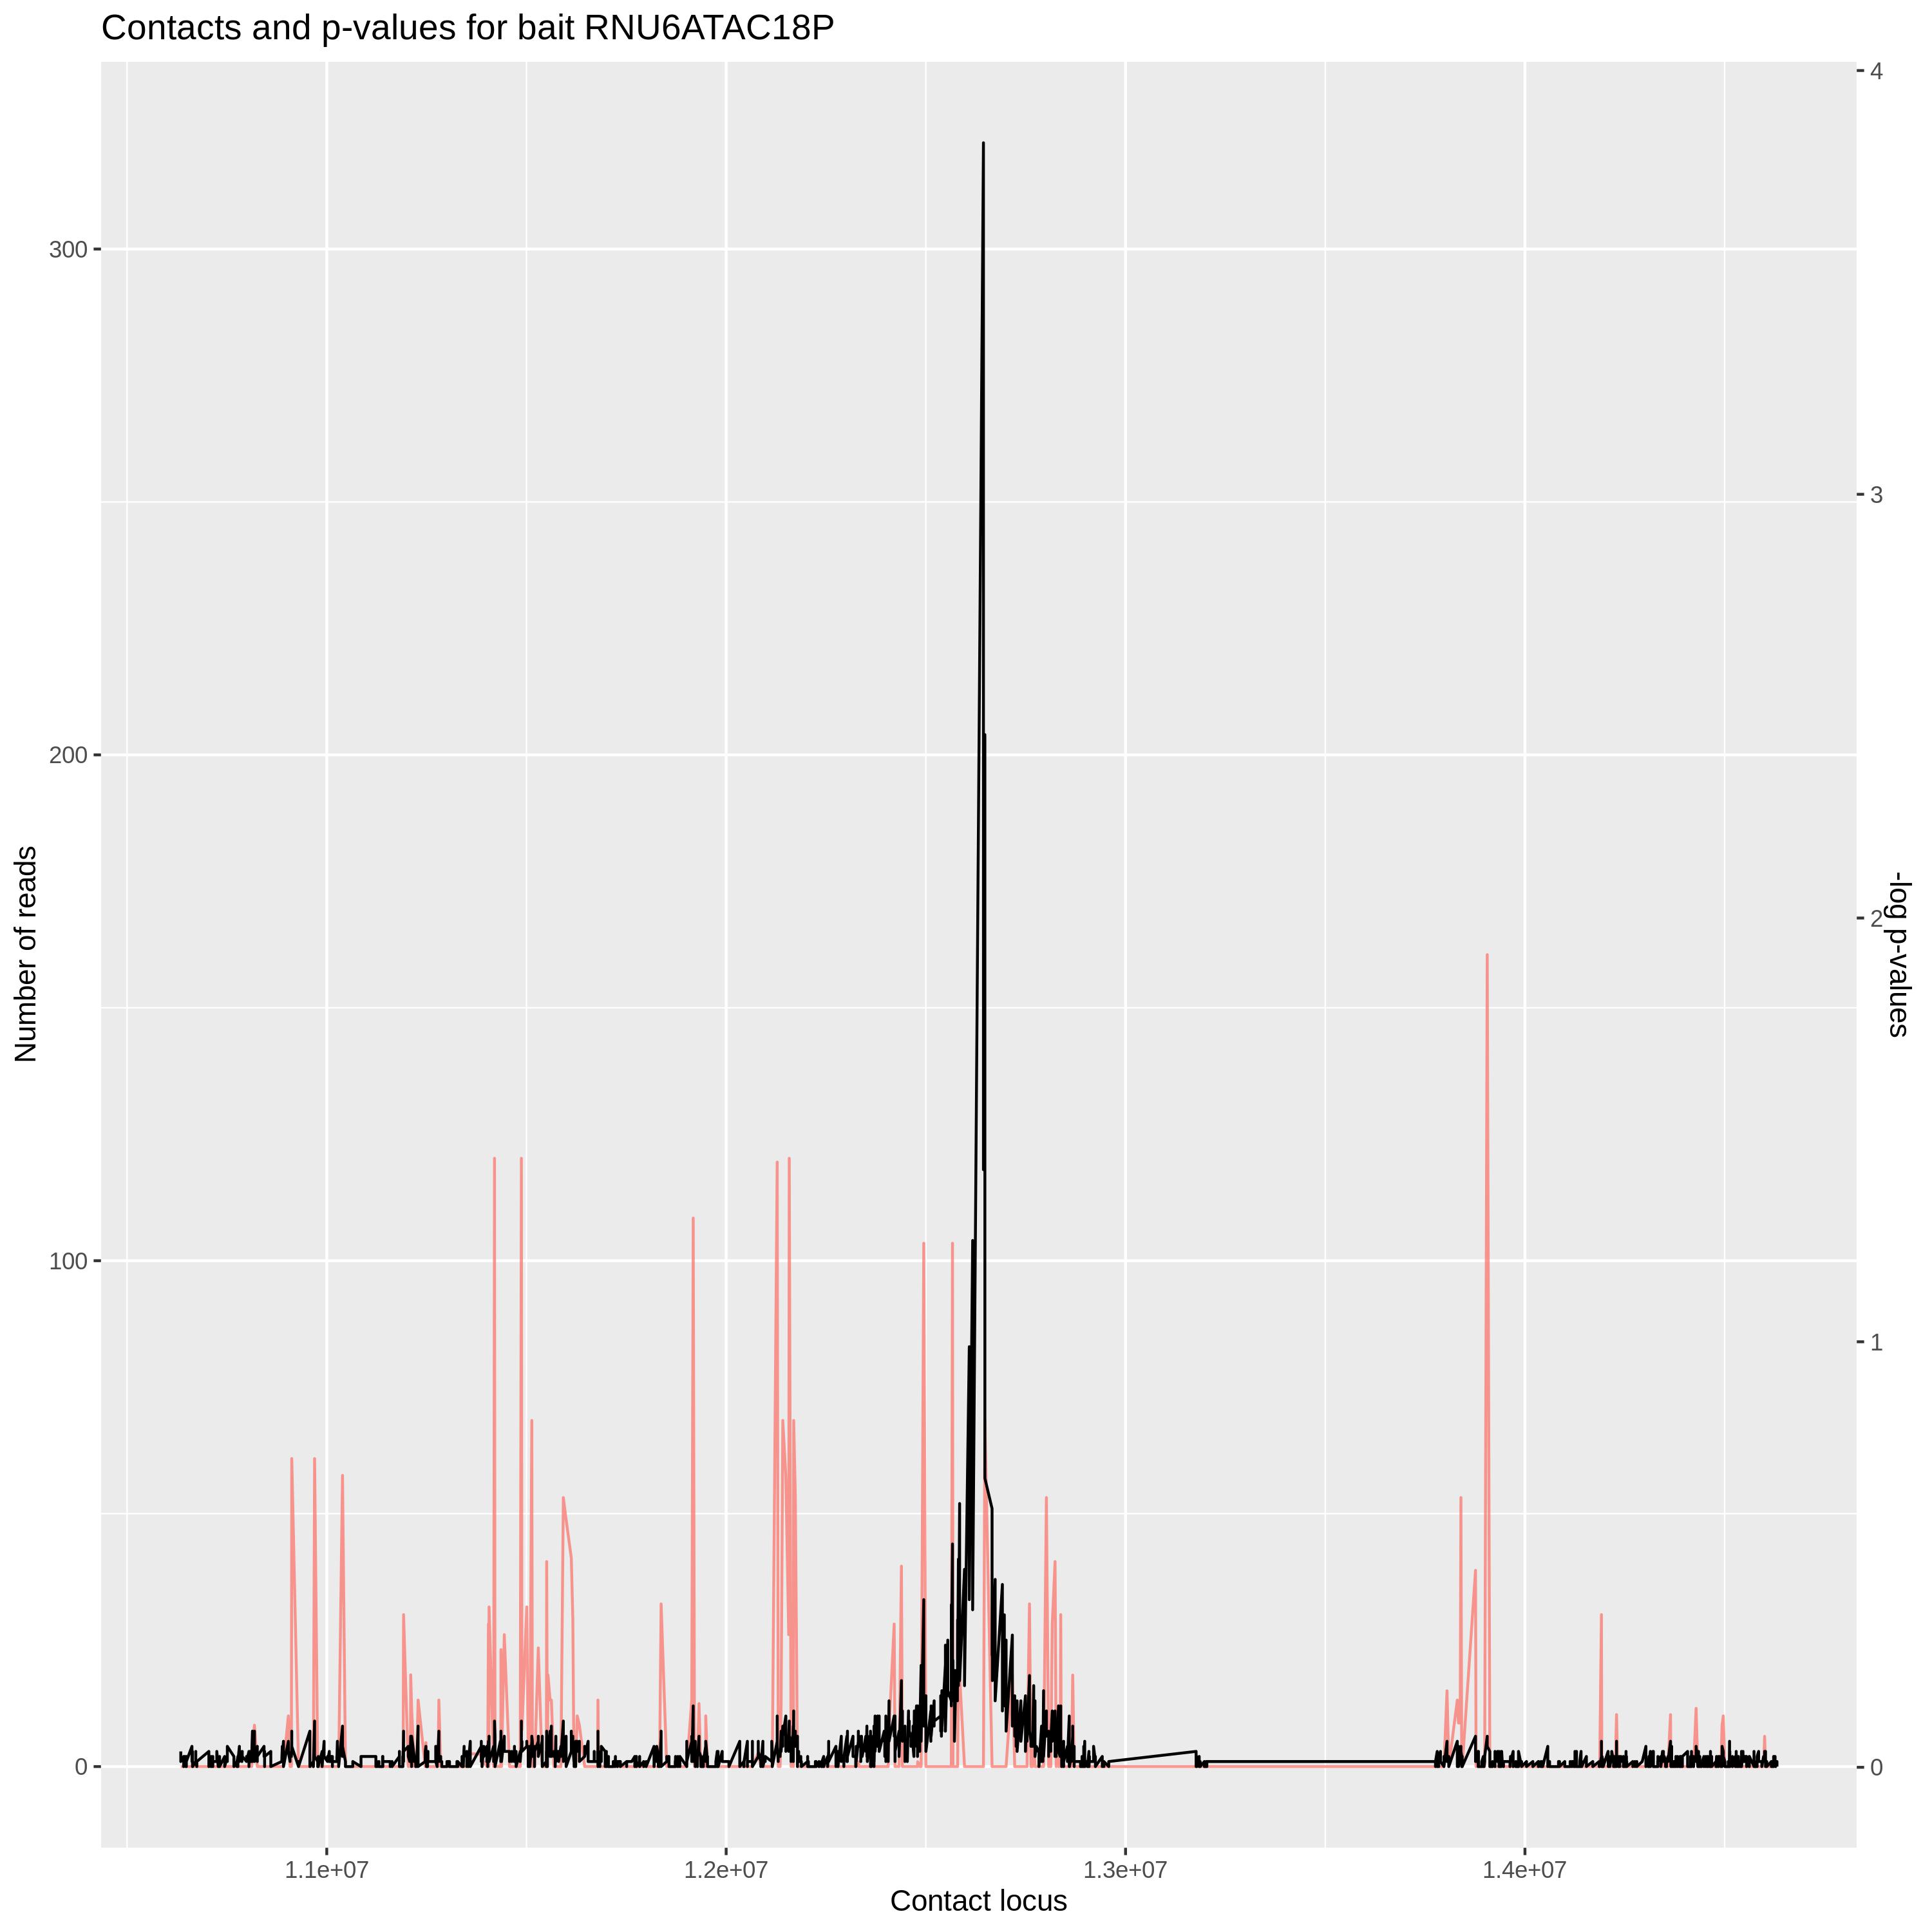 Contacts and p-values for bait RNU6ATAC18P
Number of reads
300
200
100
0
4
3
2
1
0
-log p-values
1.1e+07
1.2e+07
1.3e+07
1.4e+07
Contact locus